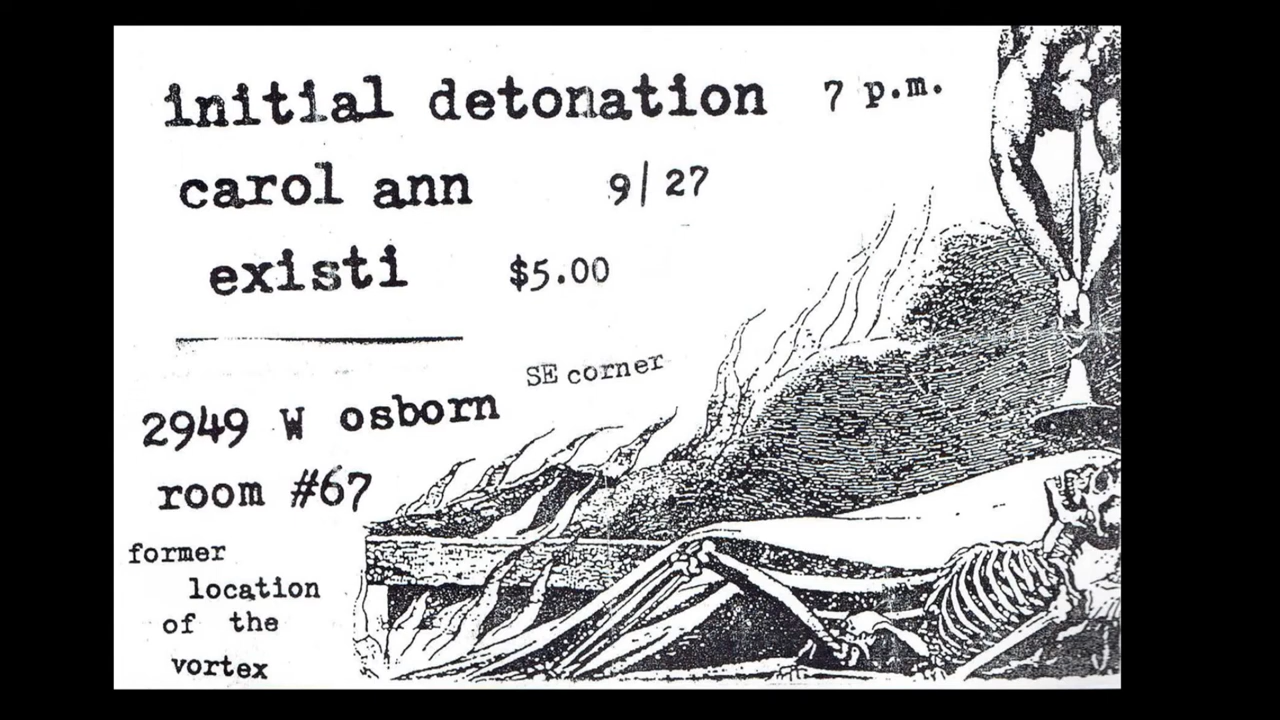 initial detonation 7 p.m.
carol ann 9/27
existi $5.00
SE corner
2949 W osborn
room #67
former
location
of the
vortex